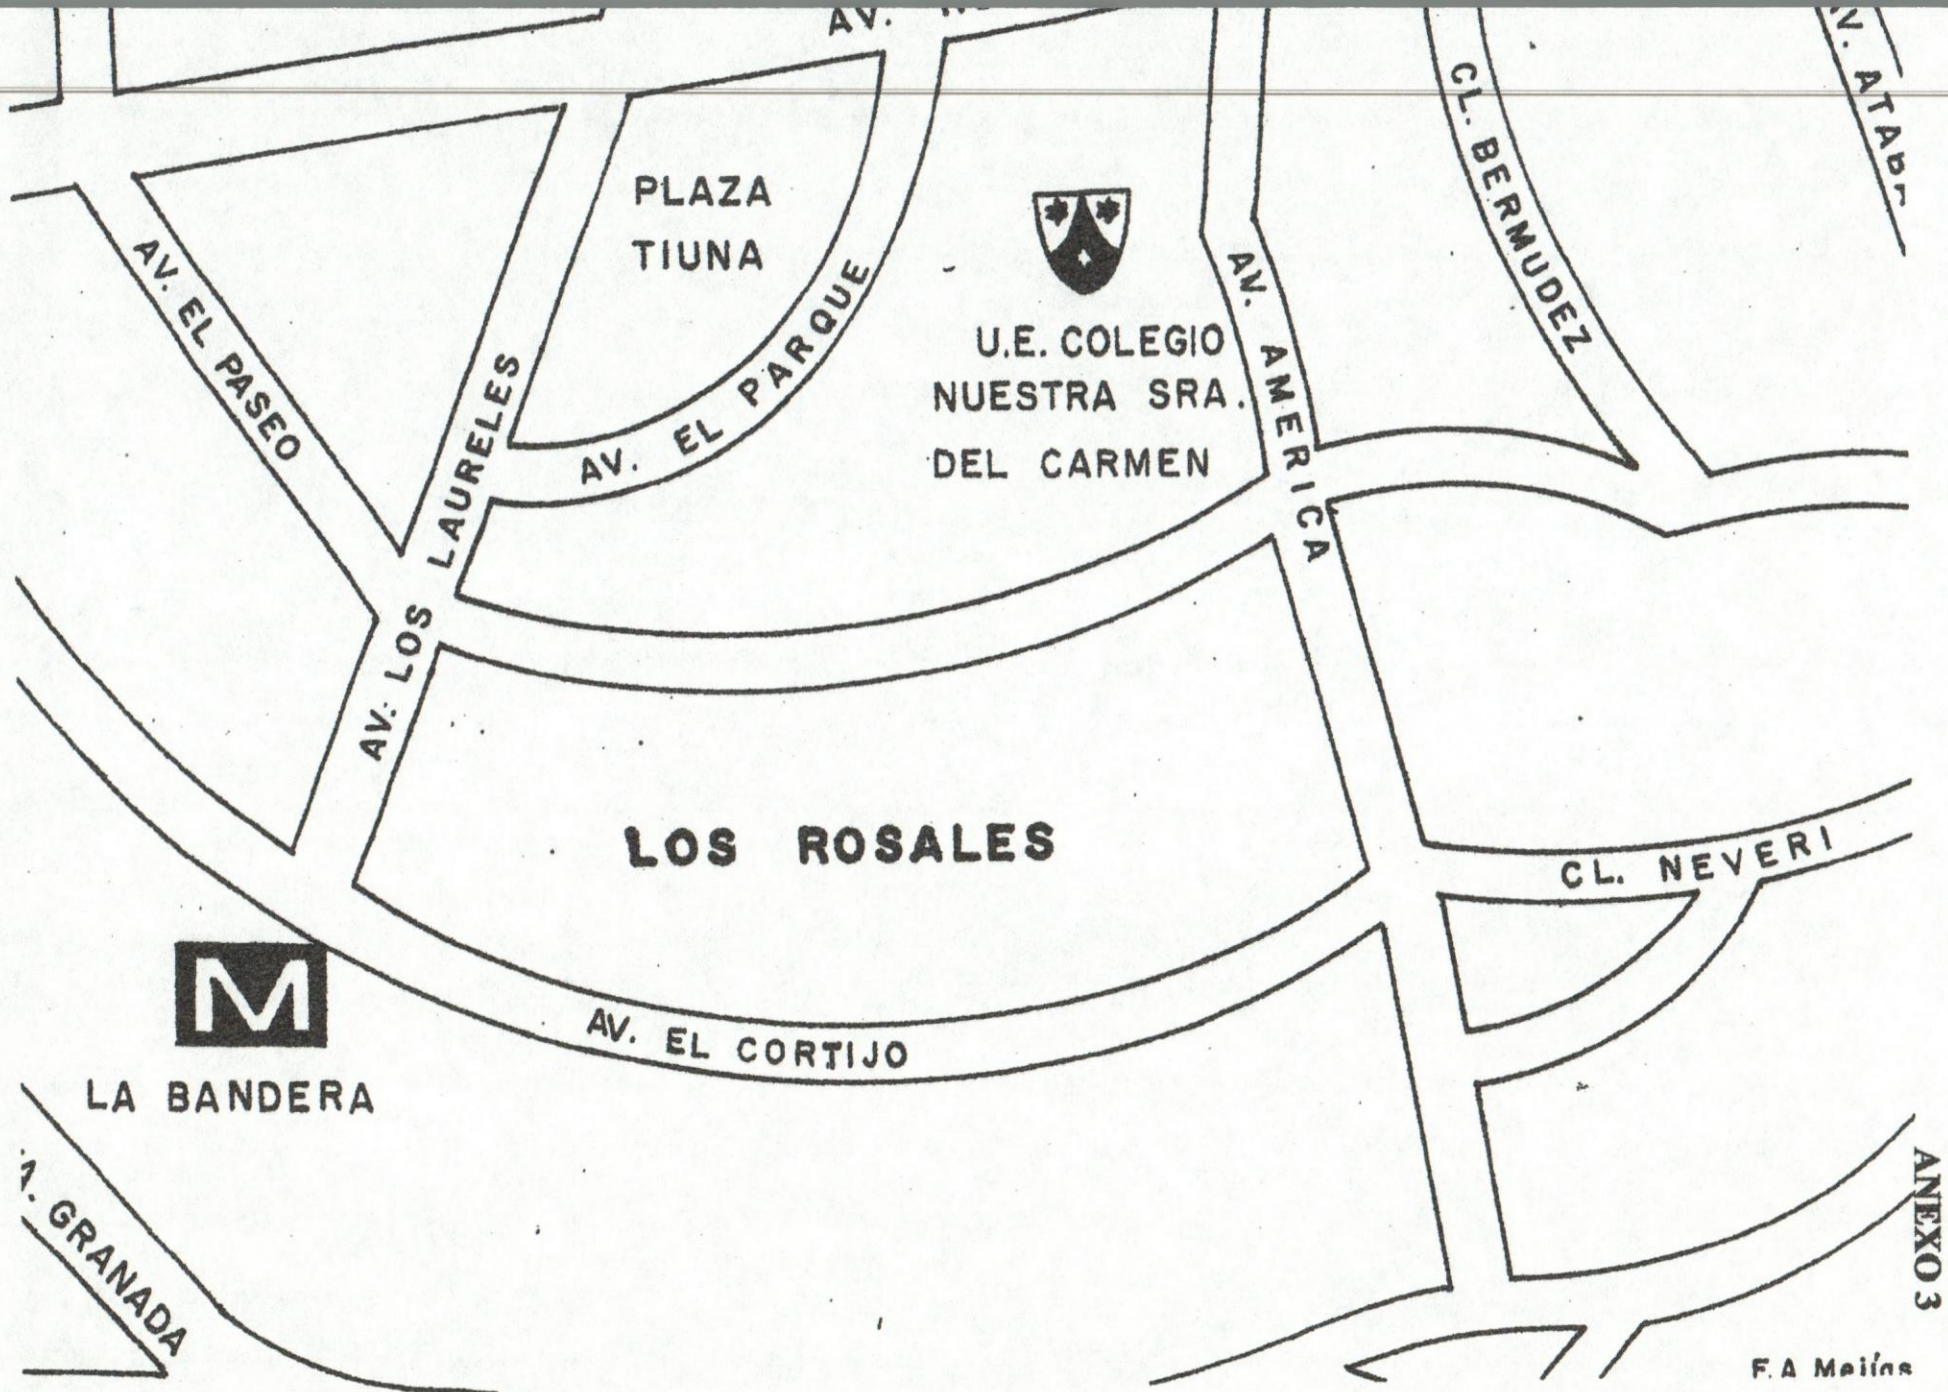 AV.
CL. BERMUDEZ
PLAZA
TIUNA
AV. EL PASEO
AV. EL PARQUE
U.E. COLEGIO
NUESTRA SRA.
DEL CARMEN
AV. AMERICA
AV. LOS LAURELES
LOS ROSALES
CL. NEVERI
M
AV. EL CORTIJO
LA BANDERA
GRANADA
ANEXO 3
F. A Mejías